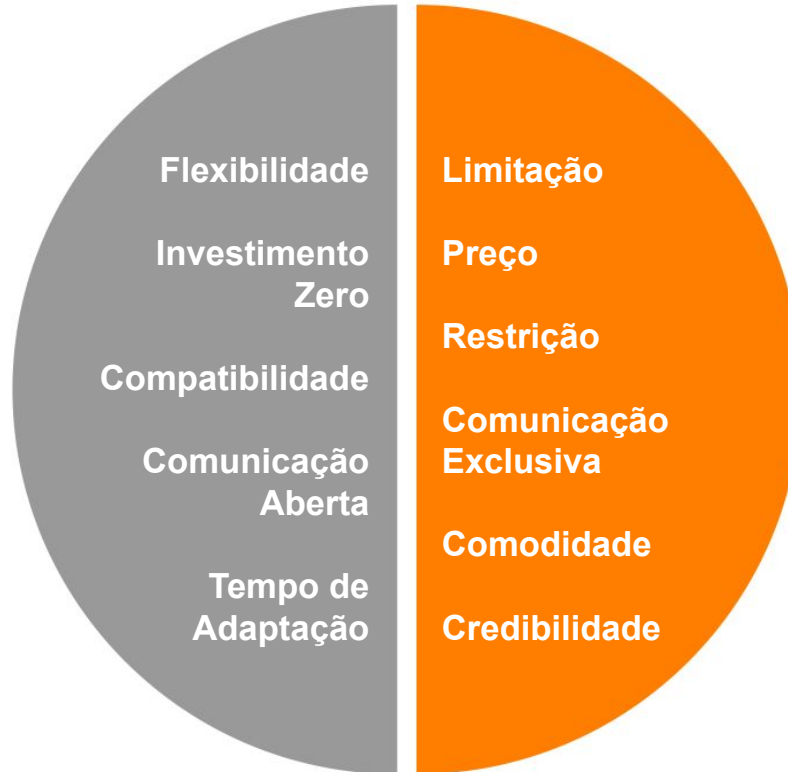 Flexibilidade
Investimento
Zero
Compatibilidade
Comunicação
Aberta
Tempo de
Adaptação
Limitação
Preço
Restrição
Comunicação
Exclusiva
Comodidade
Credibilidade